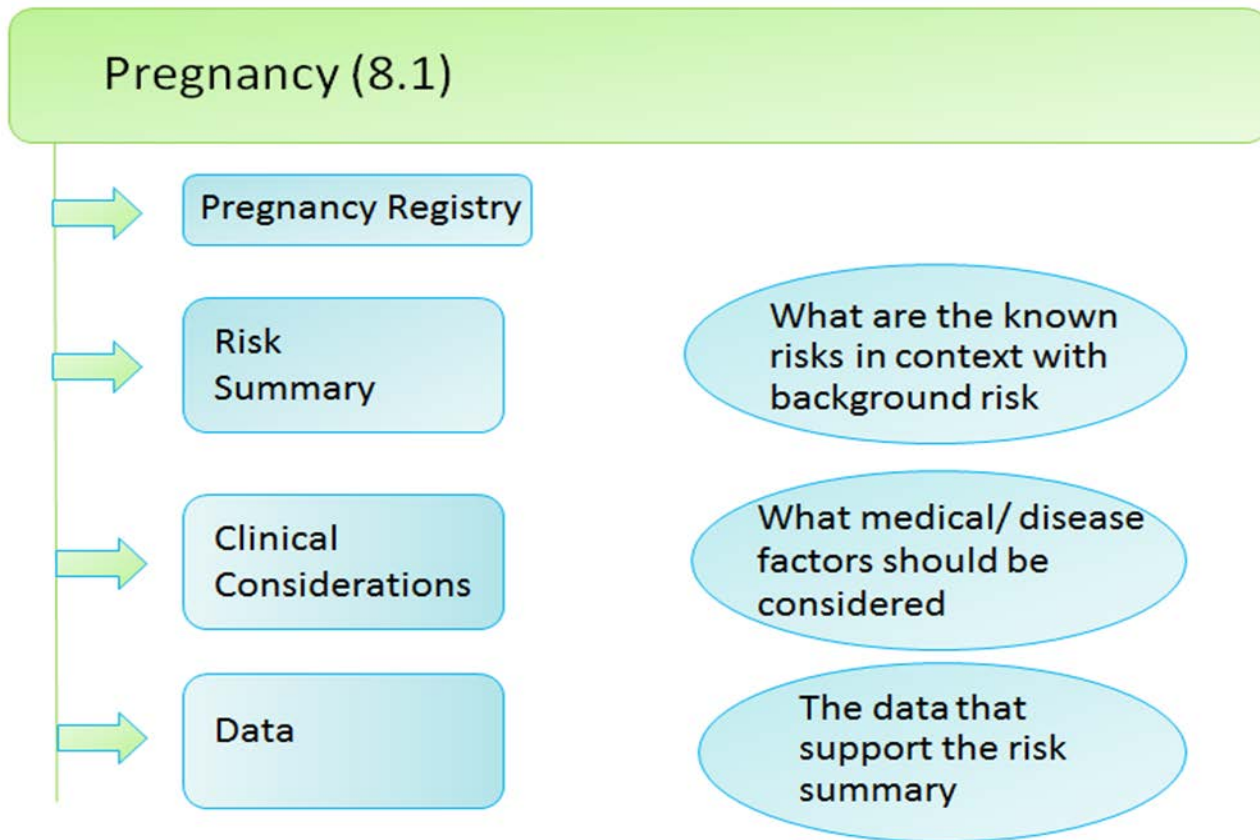 Pregnancy (8.1)
Pregnancy Registry
Risk
Summary
What are the known
risks in context with
background risk
Clinical
Considerations
What medical/ disease
factors should be
considered
Data
The data that
support the risk
summary